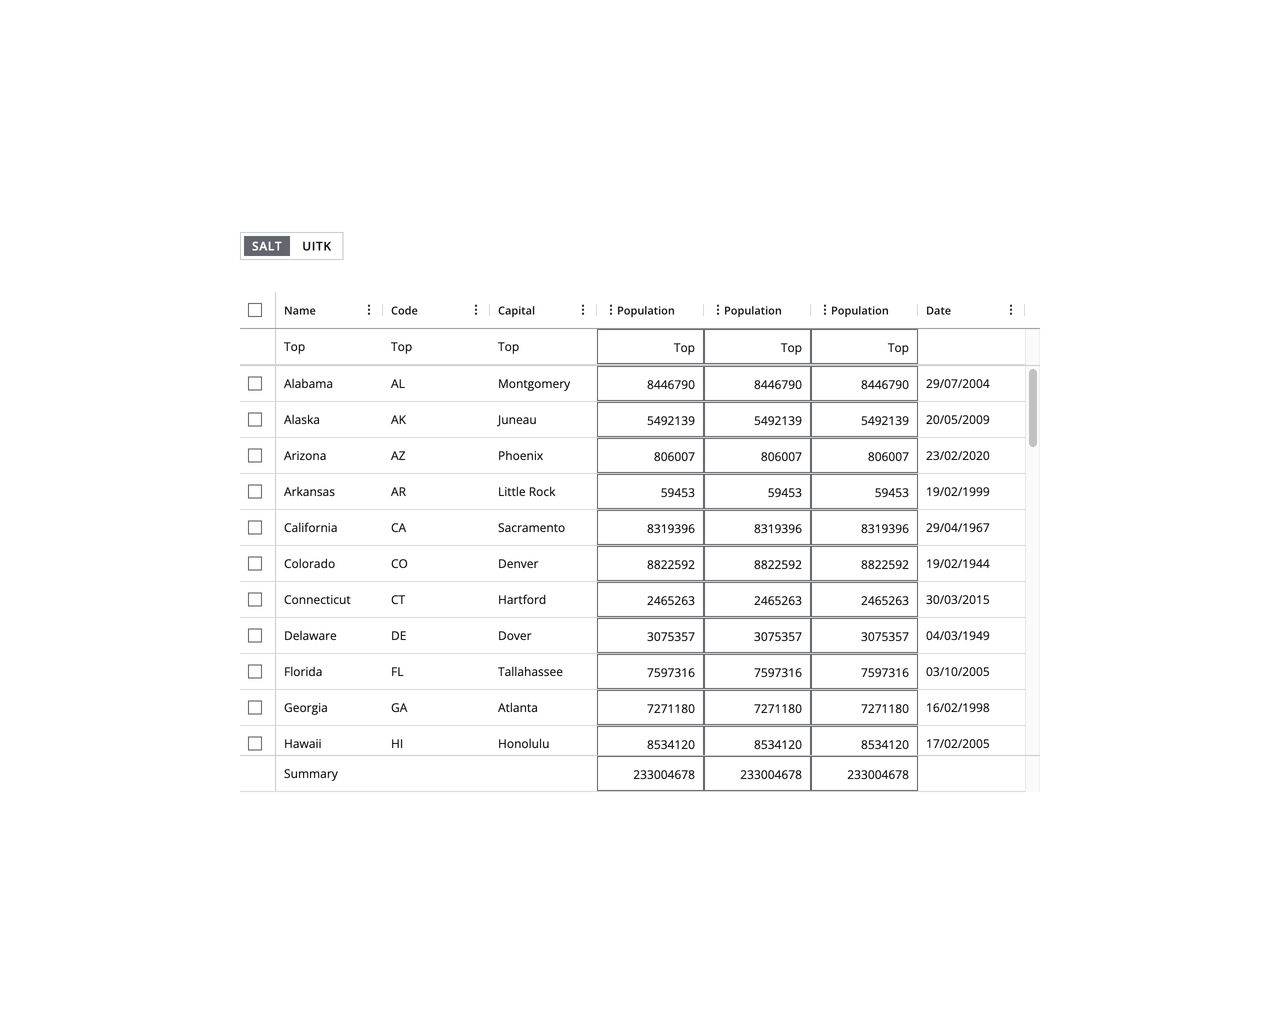 SALT UITK
Name Code Capital Population Population Population Date
Top Top Top Top Top Top
Alabama AL Montgomery 8446790 8446790 8446790 29/07/2004
Alaska AK Juneau 5492139 5492139 5492139 20/05/2009
Arizona AZ Phoenix 806007 806007 806007 23/02/2020
Arkansas AR Little Rock 59453 59453 59453 19/02/1999
California CA Sacramento 8319396 8319396 8319396 29/04/1967
Colorado CO Denver 8822592 8822592 8822592 19/02/1944
Connecticut CT Hartford 2465263 2465263 2465263 30/03/2015
Delaware DE Dover 3075357 3075357 3075357 04/03/1949
Florida FL Tallahassee 7597316 7597316 7597316 03/10/2005
Georgia GA Atlanta 7271180 7271180 7271180 16/02/1998
Hawaii HI Honolulu 8534120 8534120 8534120 17/02/2005
Summary 233004678 233004678 233004678